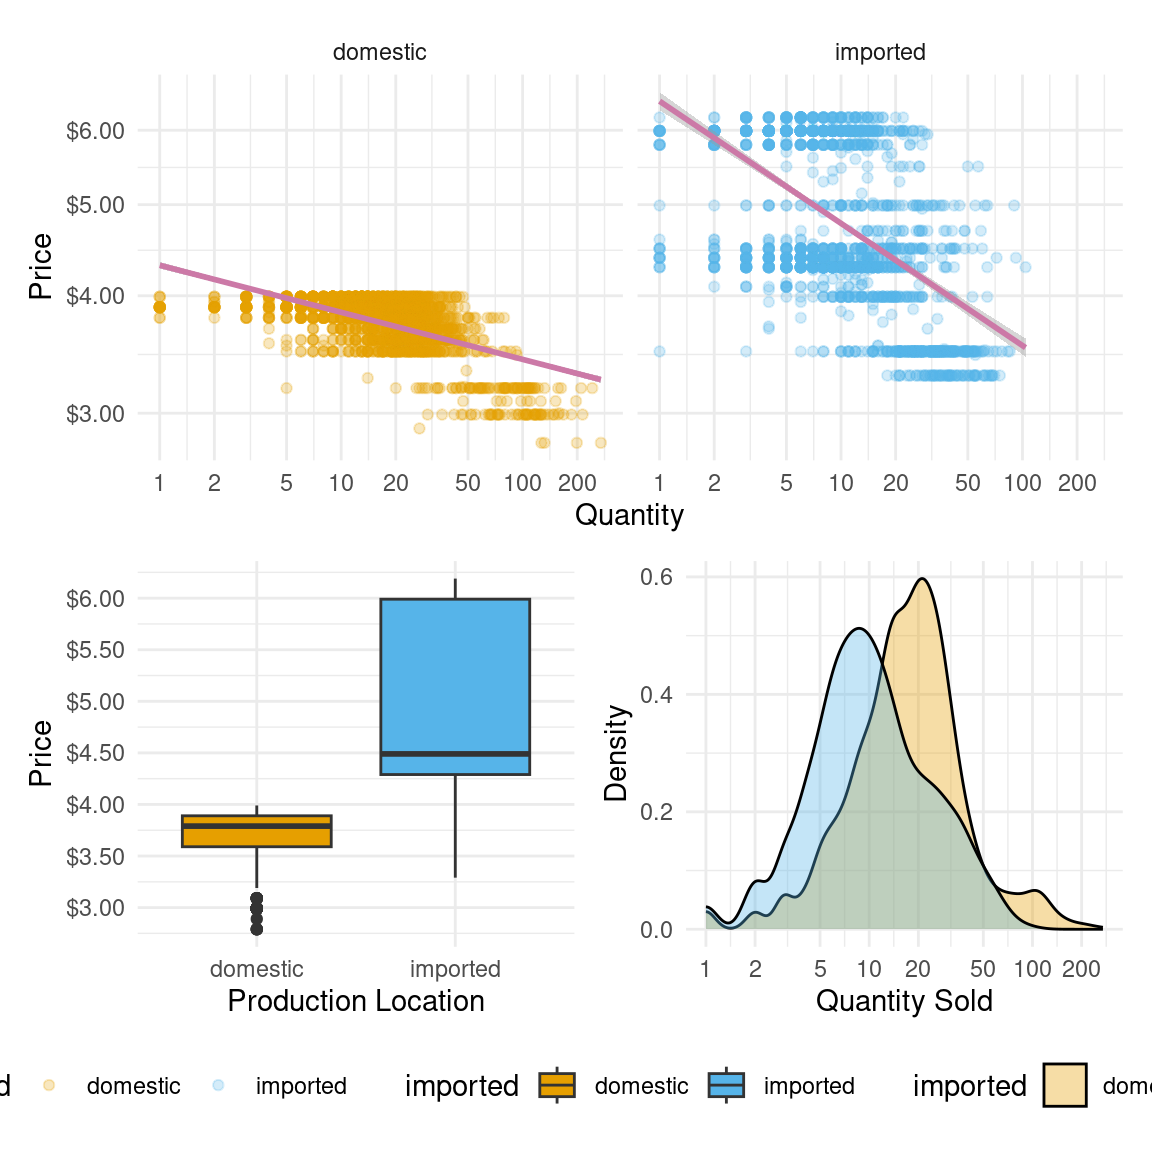 domestic imported
$6.00
$5.00
$4.00
$3.00
Price
1 2 5 10 20 50 100 200 1 2 5 10 20 50 100 200
Quantity
$6.00
$5.50
$5.00
$4.50
$4.00
$3.50
$3.00
Price
domestic imported
Production Location
0.6
0.4
0.2
0.0
Density
1 2 5 10 20 50 100 200
Quantity Sold
d domestic imported imported domestic imported imported dome